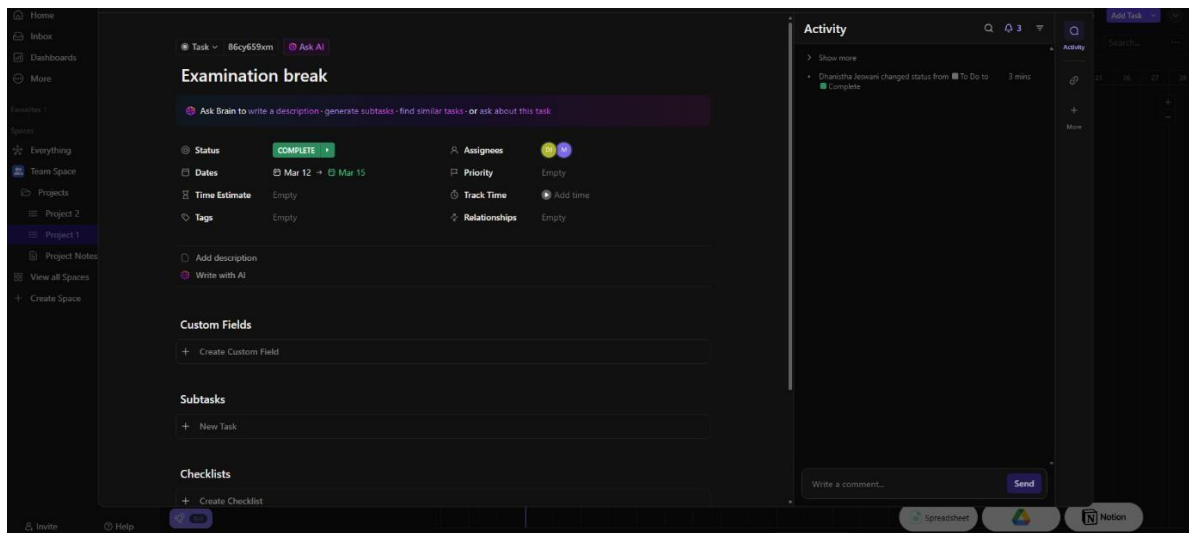 Home
Inbox
Dashboards
More
Favorites
Spaces
Everything
Team Space
Projects
Project 2
Project 1
Project Notes
View all Spaces
Create Space
Invite
Help
Task 86cy659xm Ask AI
Examination break
Ask Brain to write a description · generate subtasks · find similar tasks · or ask about this task
Status COMPLETE
Assignees DJ M
Dates Mar 12 → Mar 15
Priority Empty
Time Estimate Empty
Track Time Add time
Tags Empty
Relationships Empty
Add description
Write with AI
Custom Fields
+ Create Custom Field
Subtasks
+ New Task
Checklists
+ Create Checklist
Activity 3
Show more
Dhanistha Jeswani changed status from To Do to 3 mins
Complete
Write a comment... Send
Activity
More
Add Task
Search...
25 26 27 28
Spreadsheet
Notion